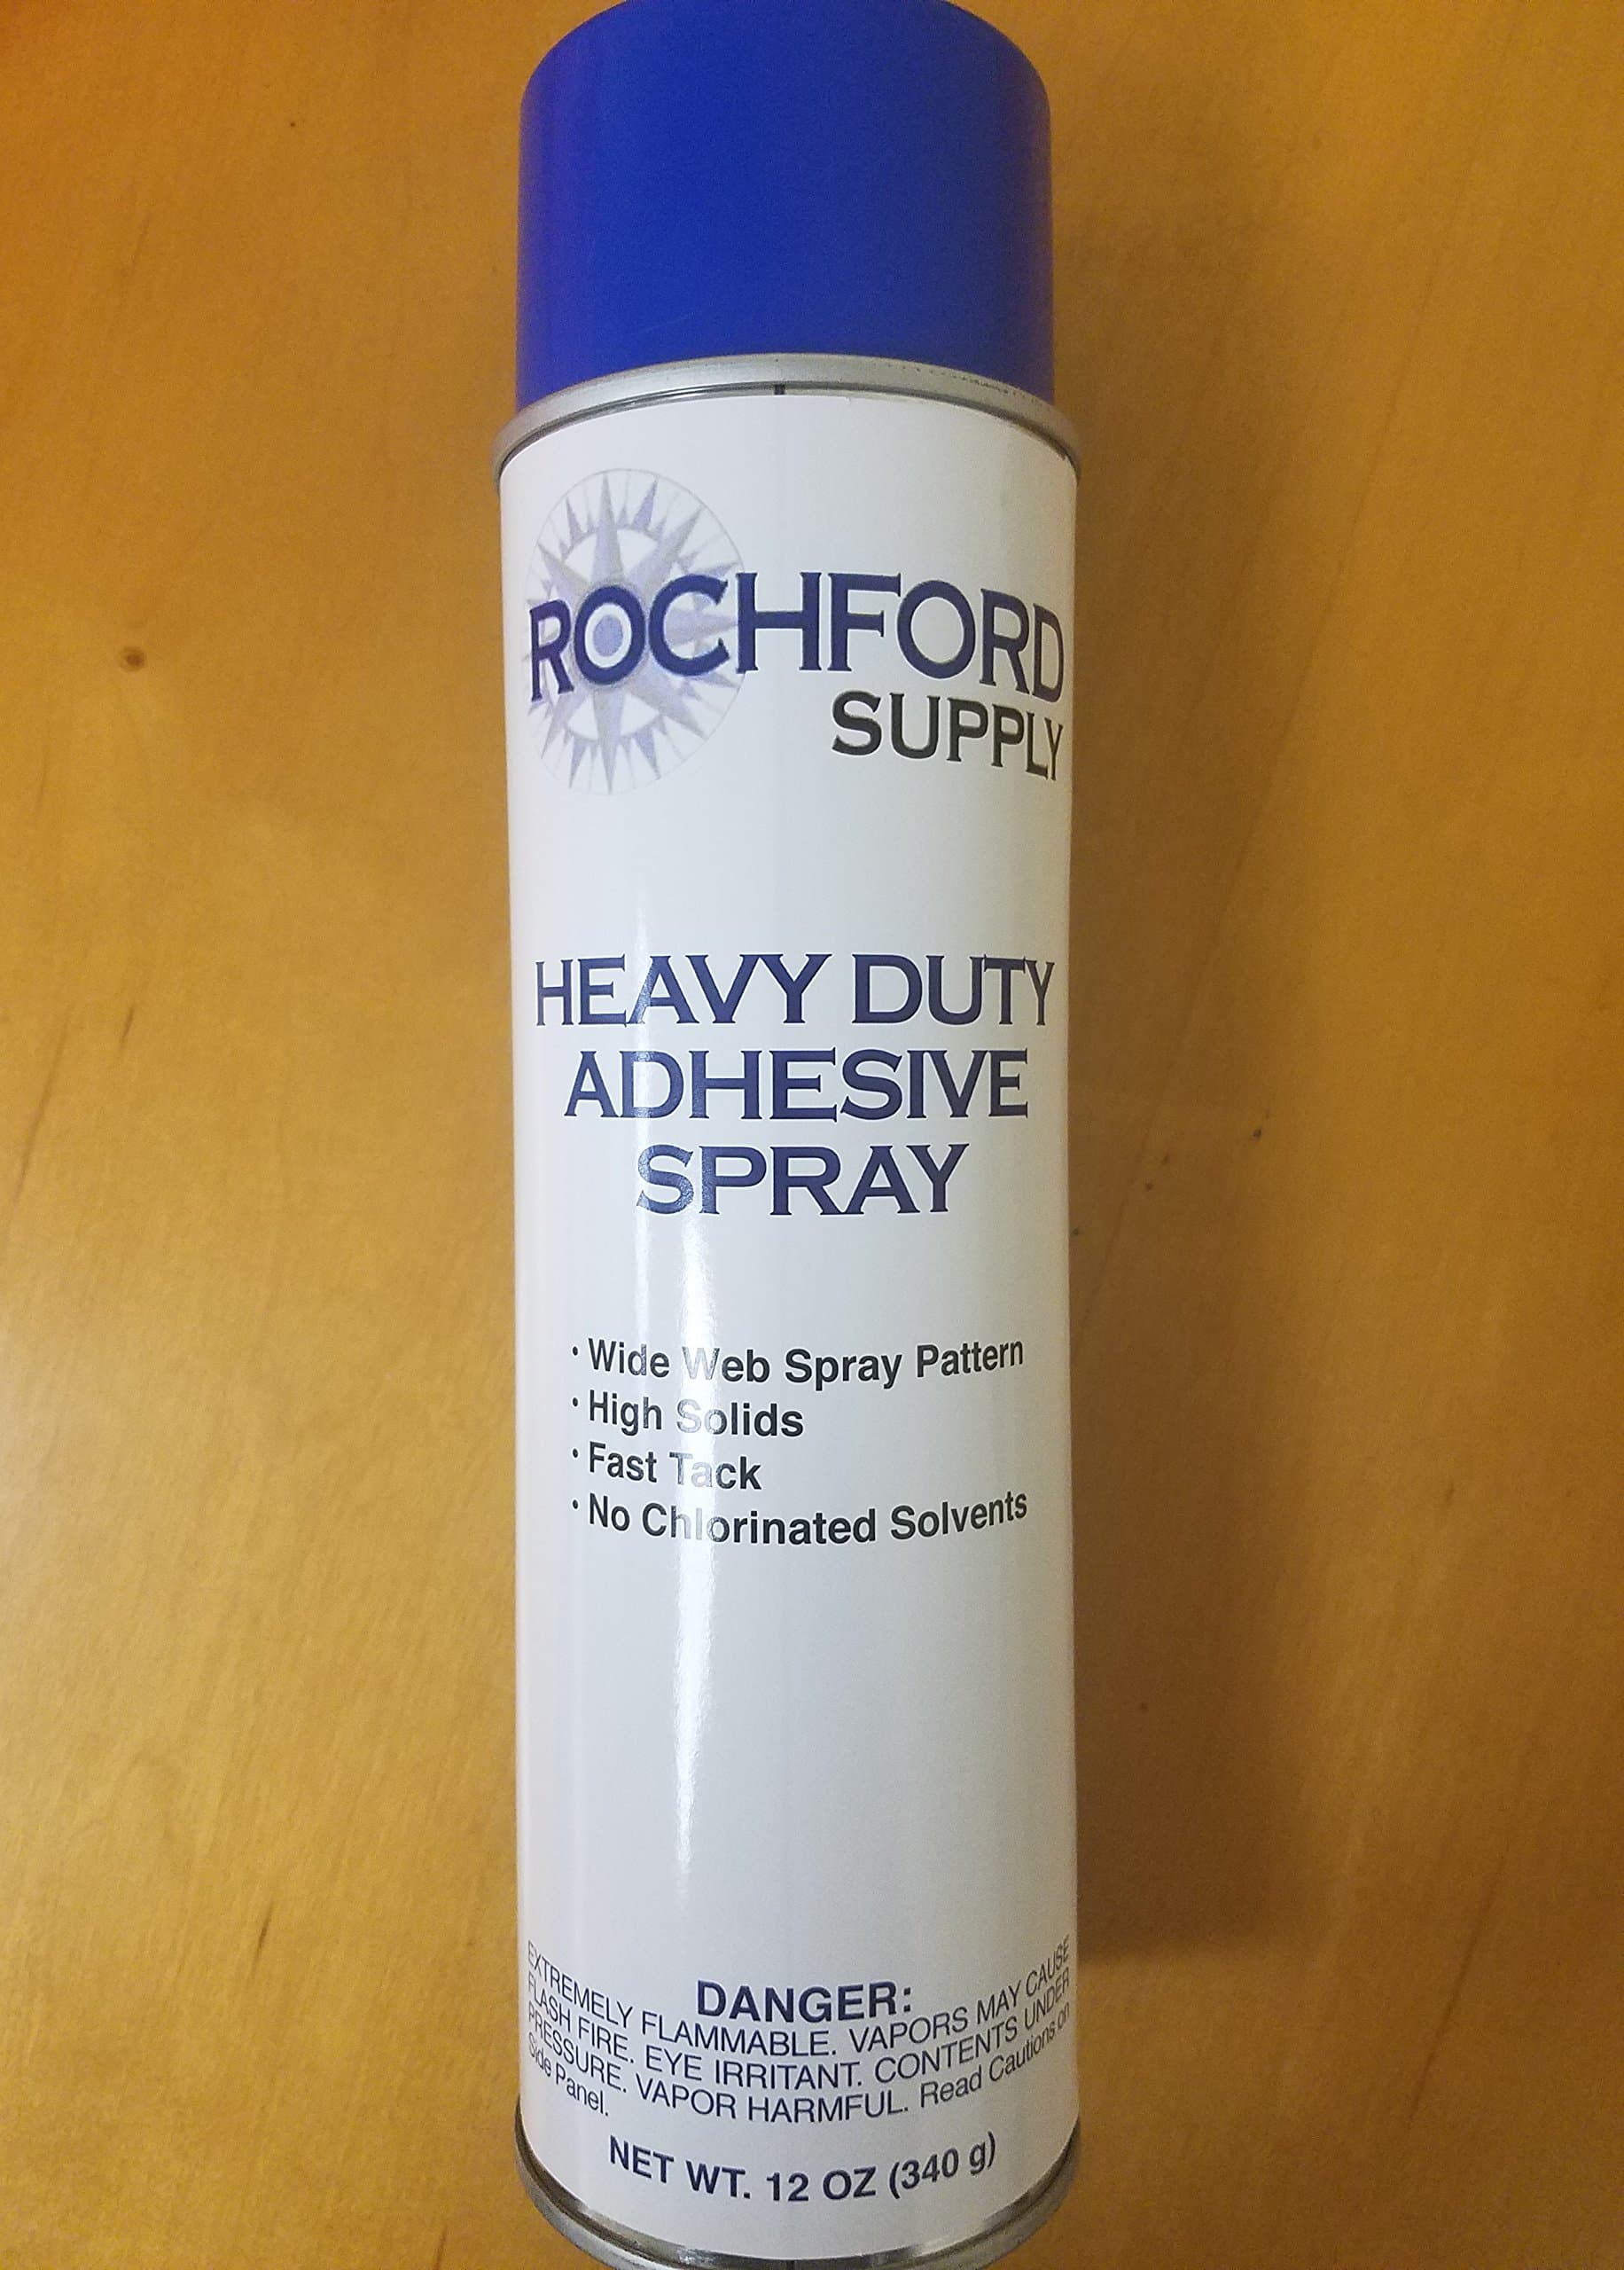 ROCHFORD
SUPPLY
HEAVY DUTY
ADHESIVE
SPRAY
· Wide Web Spray Pattern
· High Solids
· Fast Tack
· No Chlorinated Solvents
DANGER:
EXTREMELY FLAMMABLE. VAPORS MAY CAUSE
FLASH FIRE. EYE IRRITANT. CONTENTS UNDER
PRESSURE. VAPOR HARMFUL. Read Cautions on
Side Panel.
NET WT. 12 OZ (340 g)